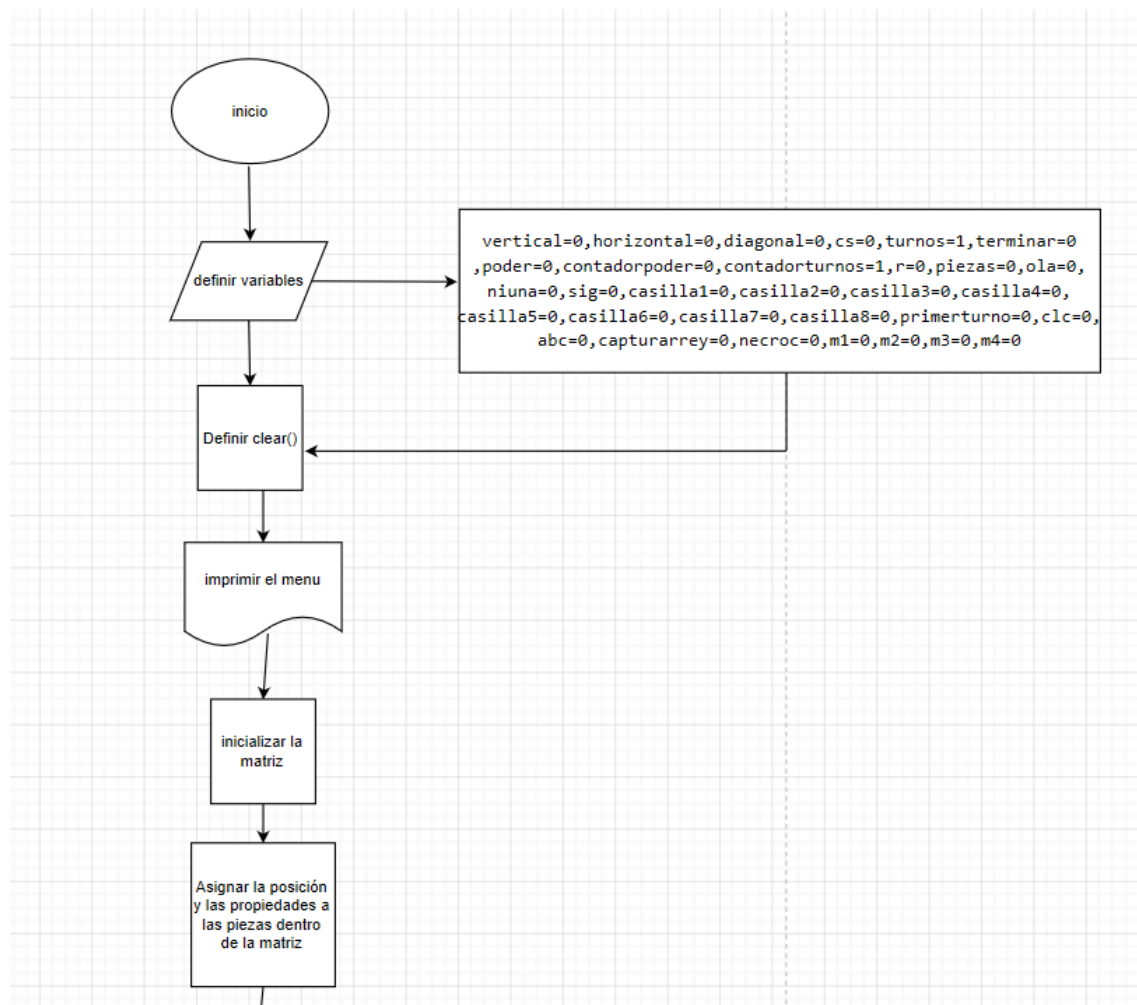 inicio
definir variables
vertical=0,horizontal=0,diagonal=0,cs=0,turnos=1,terminar=0
,poder=0,contadorpoder=0,contadorturnos=1,r=0,piezas=0,ola=0,
niuna=0,sig=0,casilla1=0,casilla2=0,casilla3=0,casilla4=0,
casilla5=0,casilla6=0,casilla7=0,casilla8=0,primerturno=0,clc=0,
abc=0,capturarrey=0,necroc=0,m1=0,m2=0,m3=0,m4=0
Definir clear()
imprimir el menu
inicializar la
matriz
Asignar la posición
y las propiedades a
las piezas dentro
de la matriz